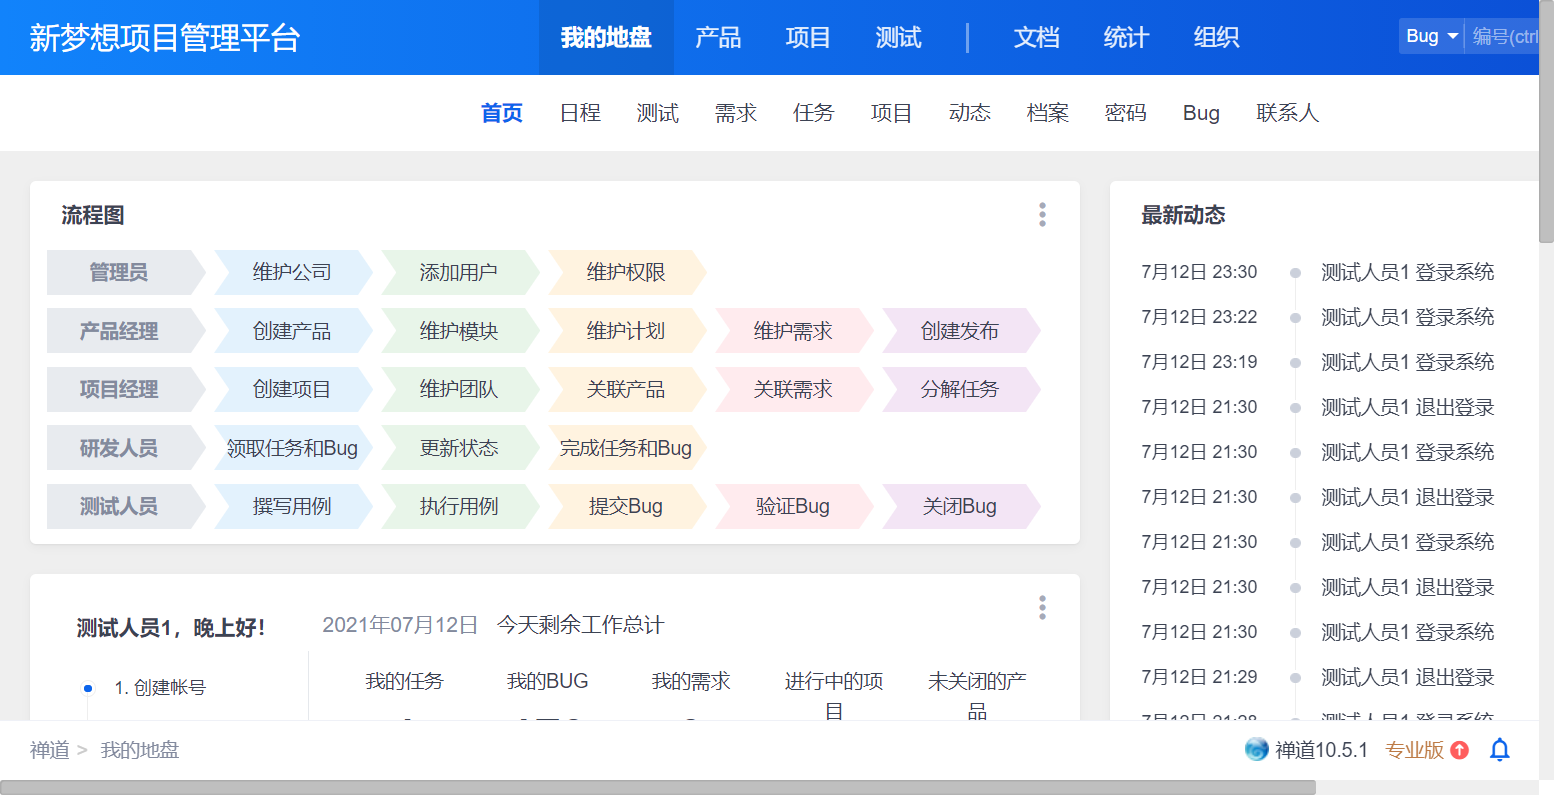 新梦想项目管理平台
我的地盘 产品 项目 测试 文档 统计 组织 Bug 编号(ctrl
首页 日程 测试 需求 任务 项目 动态 档案 密码 Bug 联系人
流程图
管理员 维护公司 添加用户 维护权限
产品经理 创建产品 维护模块 维护计划 维护需求 创建发布
项目经理 创建项目 维护团队 关联产品 关联需求 分解任务
研发人员 领取任务和Bug 更新状态 完成任务和Bug
测试人员 撰写用例 执行用例 提交Bug 验证Bug 关闭Bug
测试人员1，晚上好！
1. 创建帐号
2021年07月12日 今天剩余工作总计
我的任务 我的BUG 我的需求 进行中的项目 未关闭的产品
最新动态
7月12日 23:30 测试人员1 登录系统
7月12日 23:22 测试人员1 登录系统
7月12日 23:19 测试人员1 登录系统
7月12日 21:30 测试人员1 退出登录
7月12日 21:30 测试人员1 登录系统
7月12日 21:30 测试人员1 退出登录
7月12日 21:30 测试人员1 登录系统
7月12日 21:30 测试人员1 退出登录
7月12日 21:30 测试人员1 登录系统
7月12日 21:29 测试人员1 退出登录
7月12日 21:28 测试人员1 登录系统
禅道 > 我的地盘
禅道10.5.1 专业版